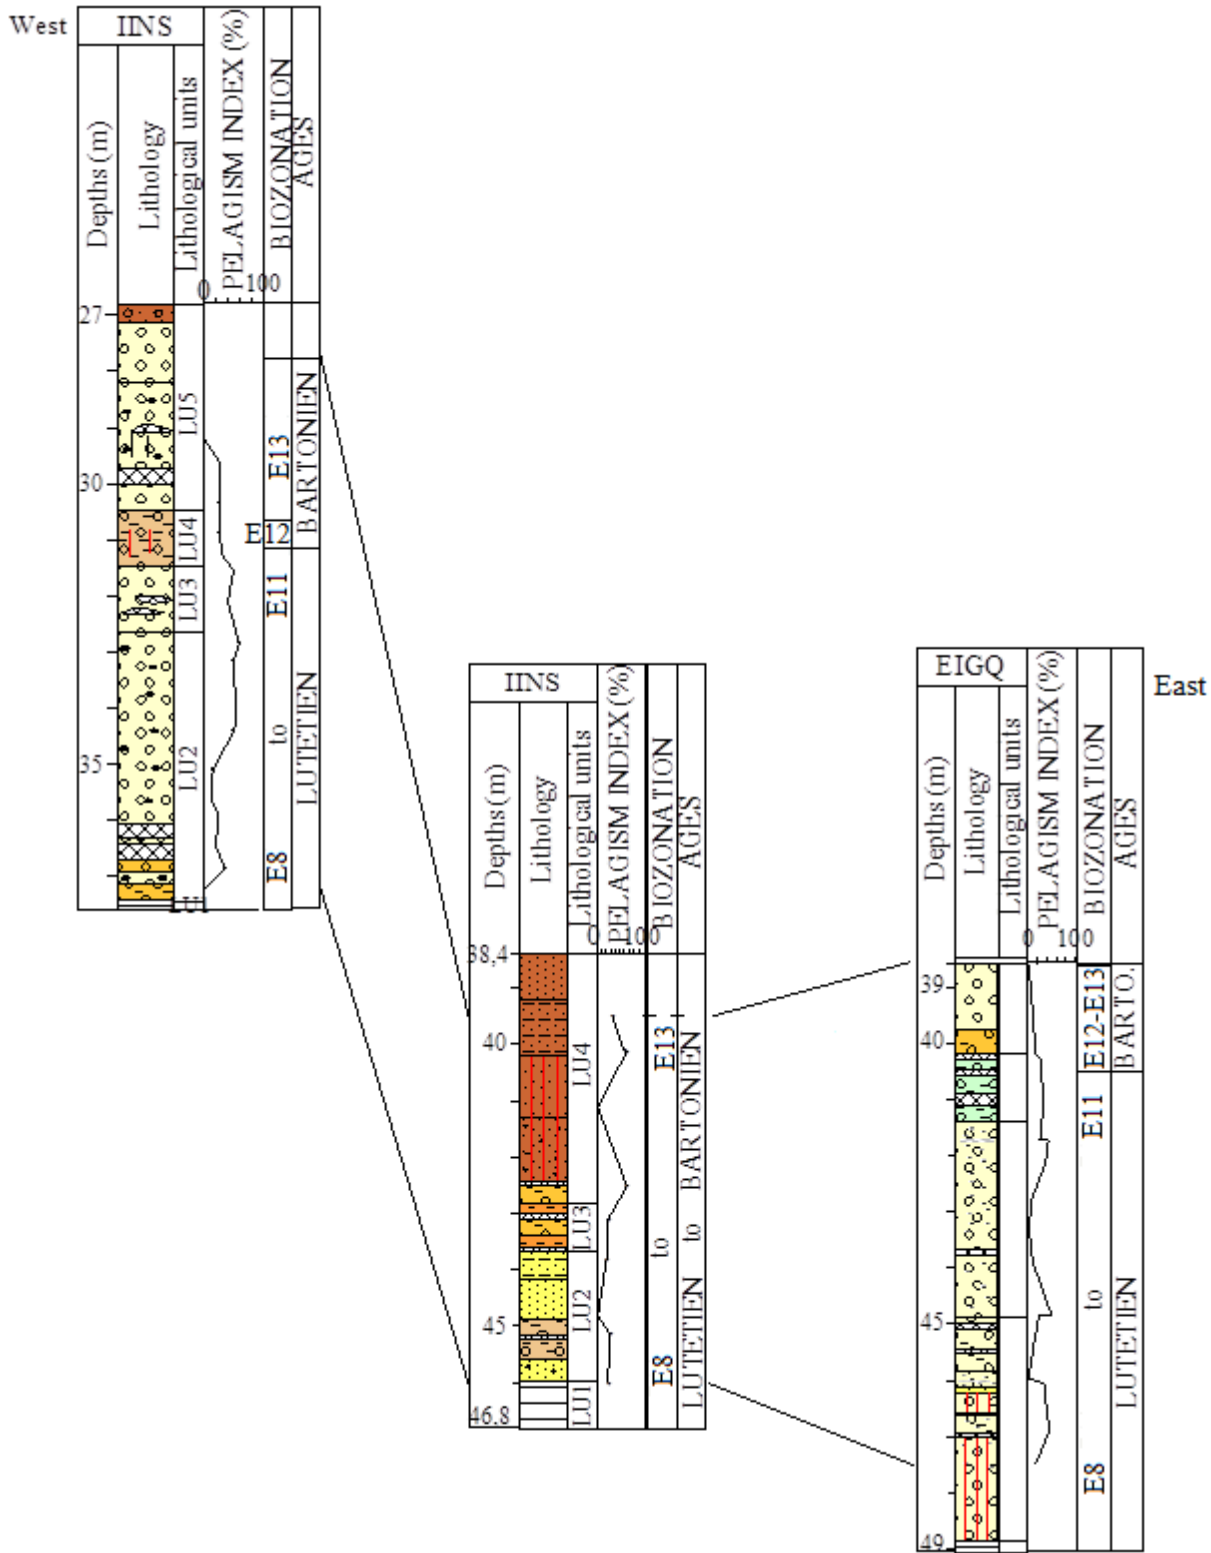 West
IINS
Depths (m)
Lithology
Lithological units
PELAGISM INDEX (%)
BIOZONATION
AGES
0
100
27
30
35
LU5
LU4
LU3
LU2
LU1
E13
E12
E11
to
E8
BARTONIEN
LUTETIEN
IINS
Depths (m)
Lithology
Lithological units
PELAGISM INDEX (%)
BIOZONATION
AGES
0
100
38,4
40
45
46.8
LU4
LU3
LU2
LU1
E13
to
E8
LUTETIEN to BARTONIEN
East
EIGQ
Depths (m)
Lithology
Lithological units
PELAGISM INDEX (%)
BIOZONATION
AGES
0
100
39
40
45
49
E12-E13
E11
to
E8
BARTO.
LUTETIEN